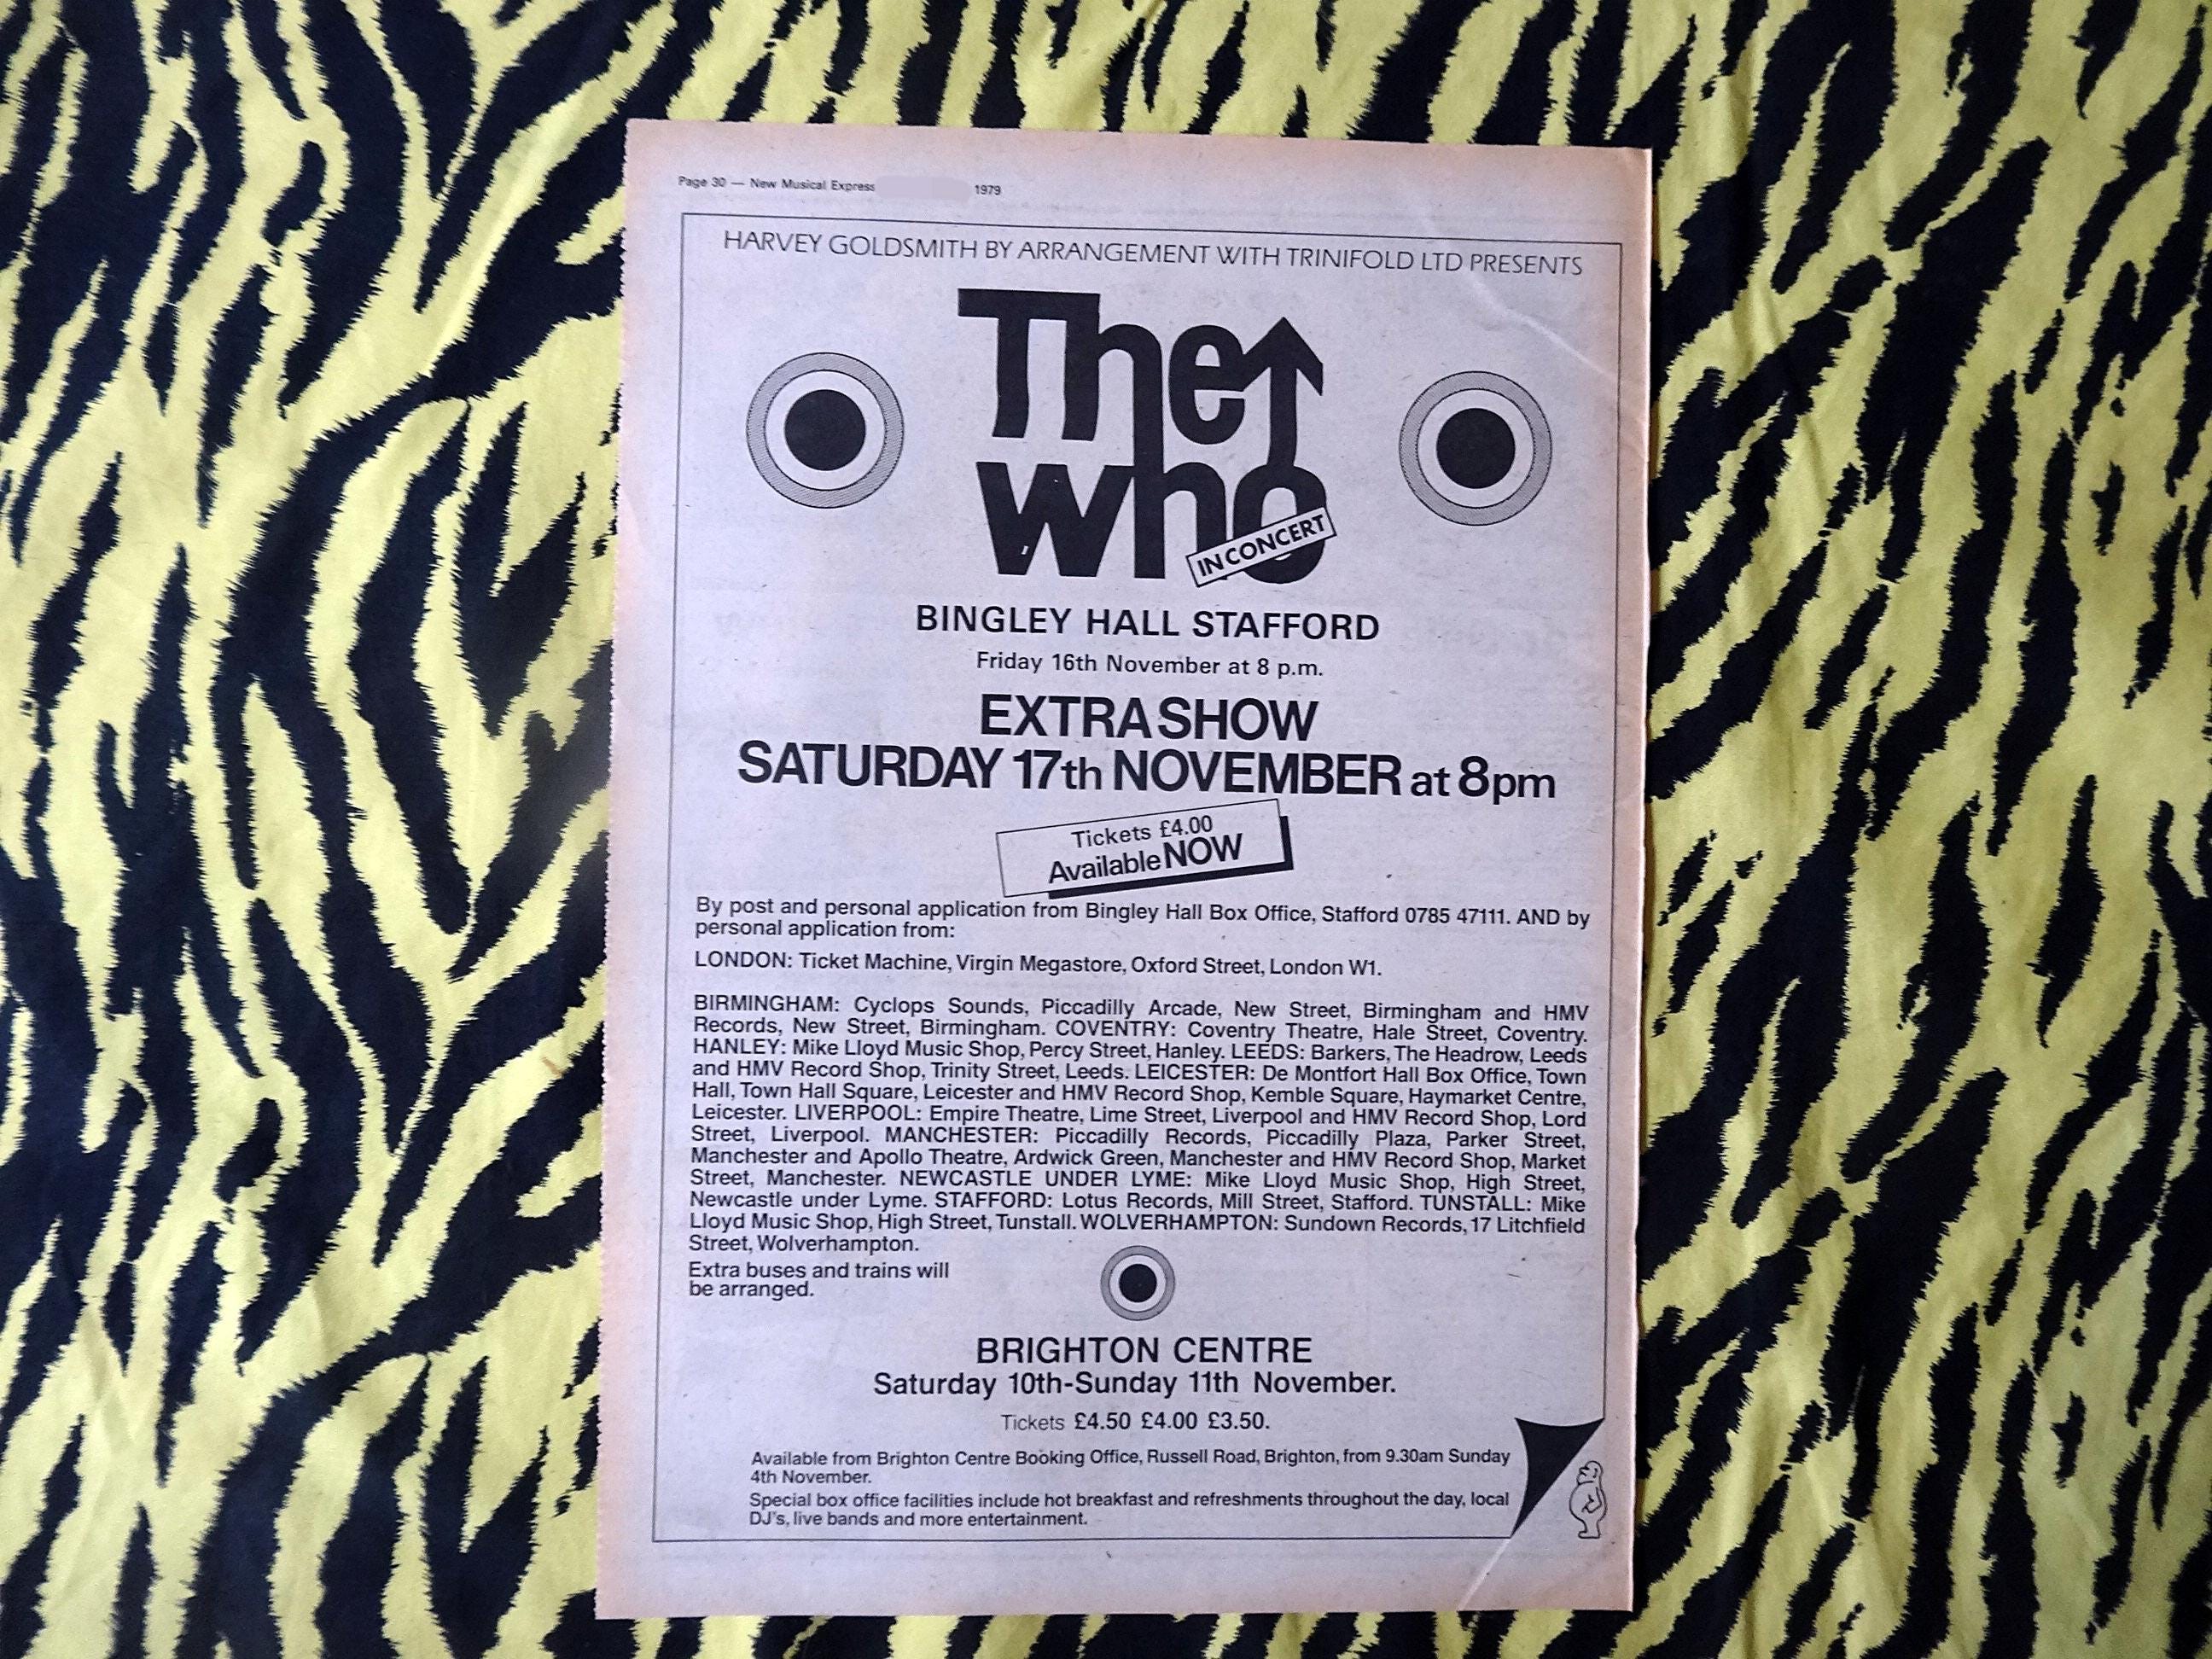 Page 30 — New Musical Express 1979
HARVEY GOLDSMITH BY ARRANGEMENT WITH TRINIFOLD LTD PRESENTS
The
who
IN CONCERT
BINGLEY HALL STAFFORD
Friday 16th November at 8 p.m.
EXTRA SHOW
SATURDAY 17th NOVEMBER at 8pm
Tickets £4.00
Available NOW
By post and personal application from Bingley Hall Box Office, Stafford 0785 47111. AND by
personal application from:
LONDON: Ticket Machine, Virgin Megastore, Oxford Street, London W1.
BIRMINGHAM: Cyclops Sounds, Piccadilly Arcade, New Street, Birmingham and HMV
Records, New Street, Birmingham. COVENTRY: Coventry Theatre, Hale Street, Coventry.
HANLEY: Mike Lloyd Music Shop, Percy Street, Hanley. LEEDS: Barkers, The Headrow, Leeds
and HMV Record Shop, Trinity Street, Leeds. LEICESTER: De Montfort Hall Box Office, Town
Hall, Town Hall Square, Leicester and HMV Record Shop, Kemble Square, Haymarket Centre,
Leicester. LIVERPOOL: Empire Theatre, Lime Street, Liverpool and HMV Record Shop, Lord
Street, Liverpool. MANCHESTER: Piccadilly Records, Piccadilly Plaza, Parker Street,
Manchester and Apollo Theatre, Ardwick Green, Manchester and HMV Record Shop, Market
Street, Manchester. NEWCASTLE UNDER LYME: Mike Lloyd Music Shop, High Street,
Newcastle under Lyme. STAFFORD: Lotus Records, Mill Street, Stafford. TUNSTALL: Mike
Lloyd Music Shop, High Street, Tunstall. WOLVERHAMPTON: Sundown Records, 17 Litchfield
Street, Wolverhampton.
Extra buses and trains will
be arranged.
BRIGHTON CENTRE
Saturday 10th-Sunday 11th November.
Tickets £4.50 £4.00 £3.50.
Available from Brighton Centre Booking Office, Russell Road, Brighton, from 9.30am Sunday
4th November.
Special box office facilities include hot breakfast and refreshments throughout the day, local
DJ's, live bands and more entertainment.